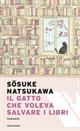 SŌSUKE
NATSUKAWA
IL GATTO
CHE VOLEVA
SALVARE I LIBRI